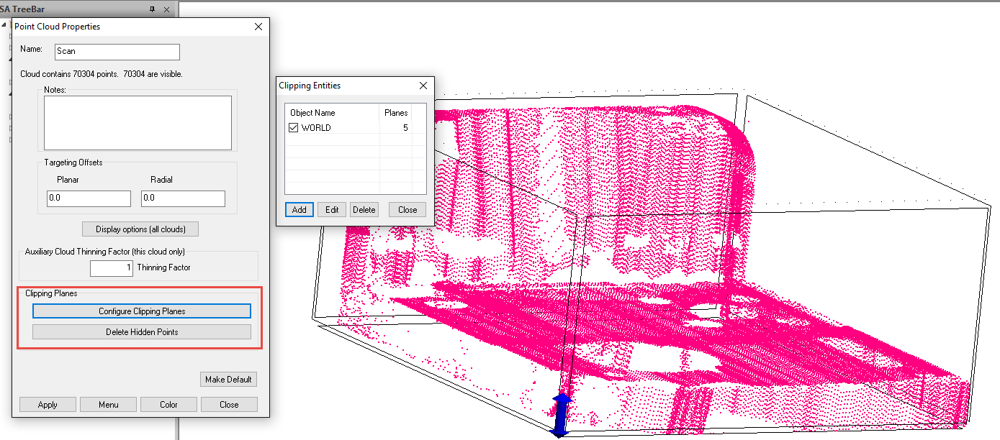 SA TreeBar
Point Cloud Properties
Name: Scan
Cloud contains 70304 points. 70304 are visible.
Notes:
Targeting Offsets
Planar Radial
0.0 0.0
Display options (all clouds)
Auxiliary Cloud Thinning Factor (this cloud only)
1 Thinning Factor
Clipping Planes
Configure Clipping Planes
Delete Hidden Points
Make Default
Apply Menu Color Close
Clipping Entities
Object Name Planes
WORLD 5
Add Edit Delete Close